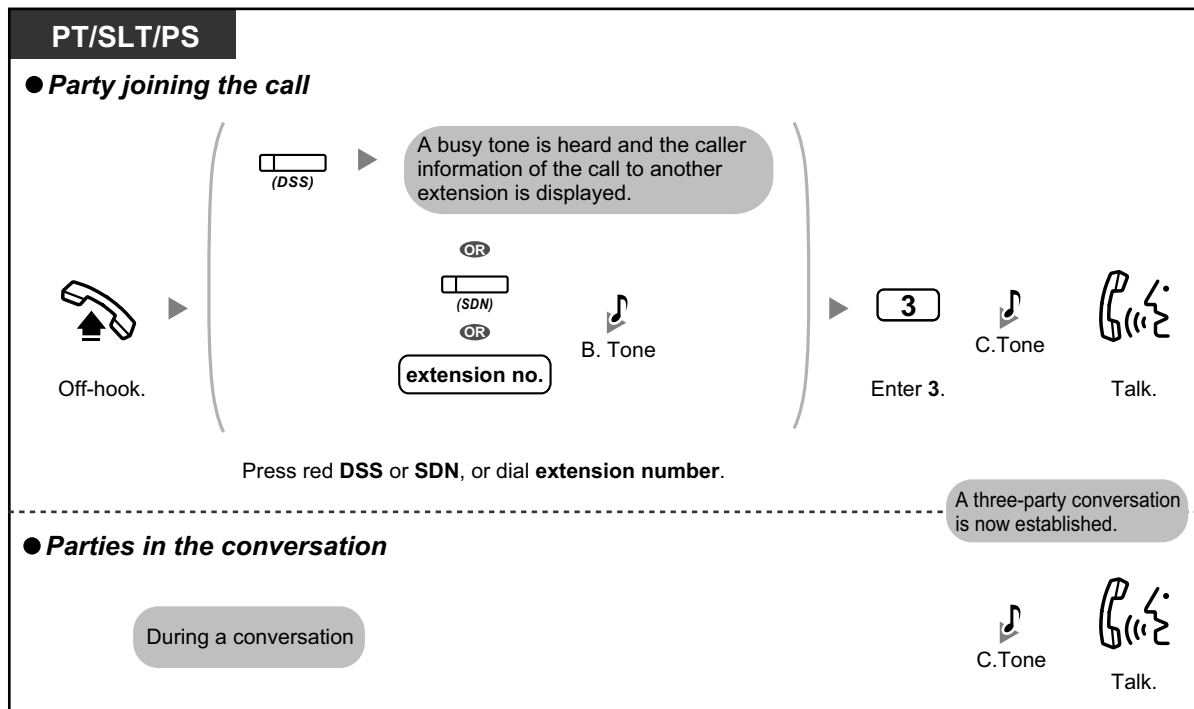 PT/SLT/PS
Party joining the call
(DSS)
A busy tone is heard and the caller
information of the call to another
extension is displayed.
OR
(SDN)
OR
extension no.
B. Tone
Off-hook.
3
C.Tone
Enter 3.
Talk.
Press red DSS or SDN, or dial extension number.
A three-party conversation
is now established.
Parties in the conversation
During a conversation
C.Tone
Talk.